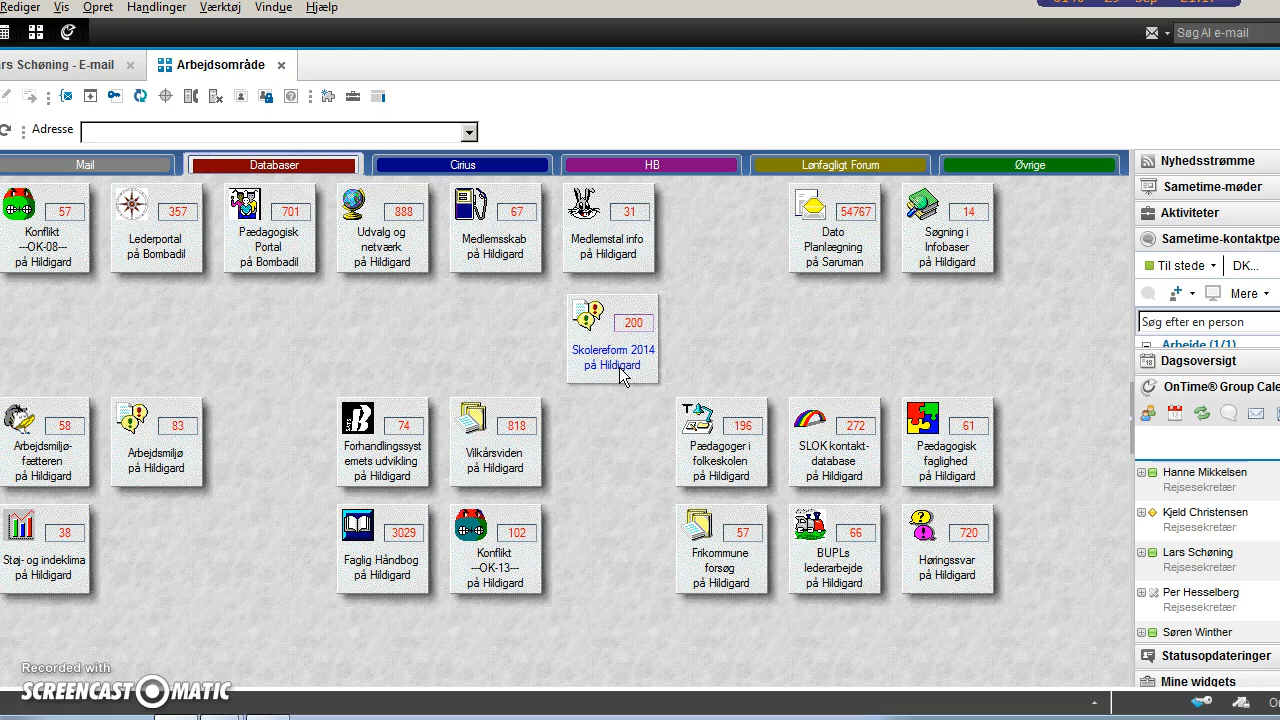 Rediger Vis Opret Handlinger Værktøj Vindue Hjælp
Søg Al e-mail
rs Schøning - E-mail Arbejdsområde
Adresse
Mail Databaser Cirius HB Lønfagligt Forum Øvrige
57
Konflikt
---OK-08---
på Hildigard
357
Lederportal
på Bombadil
701
Pædagogisk
Portal
på Bombadil
888
Udvalg og
netværk
på Hildigard
67
Medlemsskab
på Hildigard
31
Medlemstal info
på Hildigard
54767
Dato
Planlægning
på Saruman
14
Søgning i
Infobaser
på Hildigard
200
Skolereform 2014
på Hildigard
58
Arbejdsmiljø-
fætteren
på Hildigard
83
Arbejdsmiljø
på Hildigard
74
Forhandlingssyst
emets udvikling
på Hildigard
818
Vilkårsviden
på Hildigard
196
Pædagoger i
folkeskolen
på Hildigard
272
SLOK kontakt-
database
på Hildigard
61
Pædagogisk
faglighed
på Hildigard
38
Støj- og indeklima
på Hildigard
3029
Faglig Håndbog
på Hildigard
102
Konflikt
---OK-13---
på Hildigard
57
Frikommune
forsøg
på Hildigard
66
BUPLs
lederarbejde
på Hildigard
720
Høringssvar
på Hildigard
Nyhedsstrømme
Sametime-møder
Aktiviteter
Sametime-kontaktpe
Til stede DK...
Mere
Søg efter en person
Arbejde (1/1)
Dagsoversigt
OnTime® Group Cale
Hanne Mikkelsen
Rejsesekretær
Kjeld Christensen
Rejsesekretær
Lars Schøning
Rejsesekretær
Per Hesselberg
Rejsesekretær
Søren Winther
Statusopdateringer
Mine widgets
Recorded with
SCREENCAST-O-MATIC